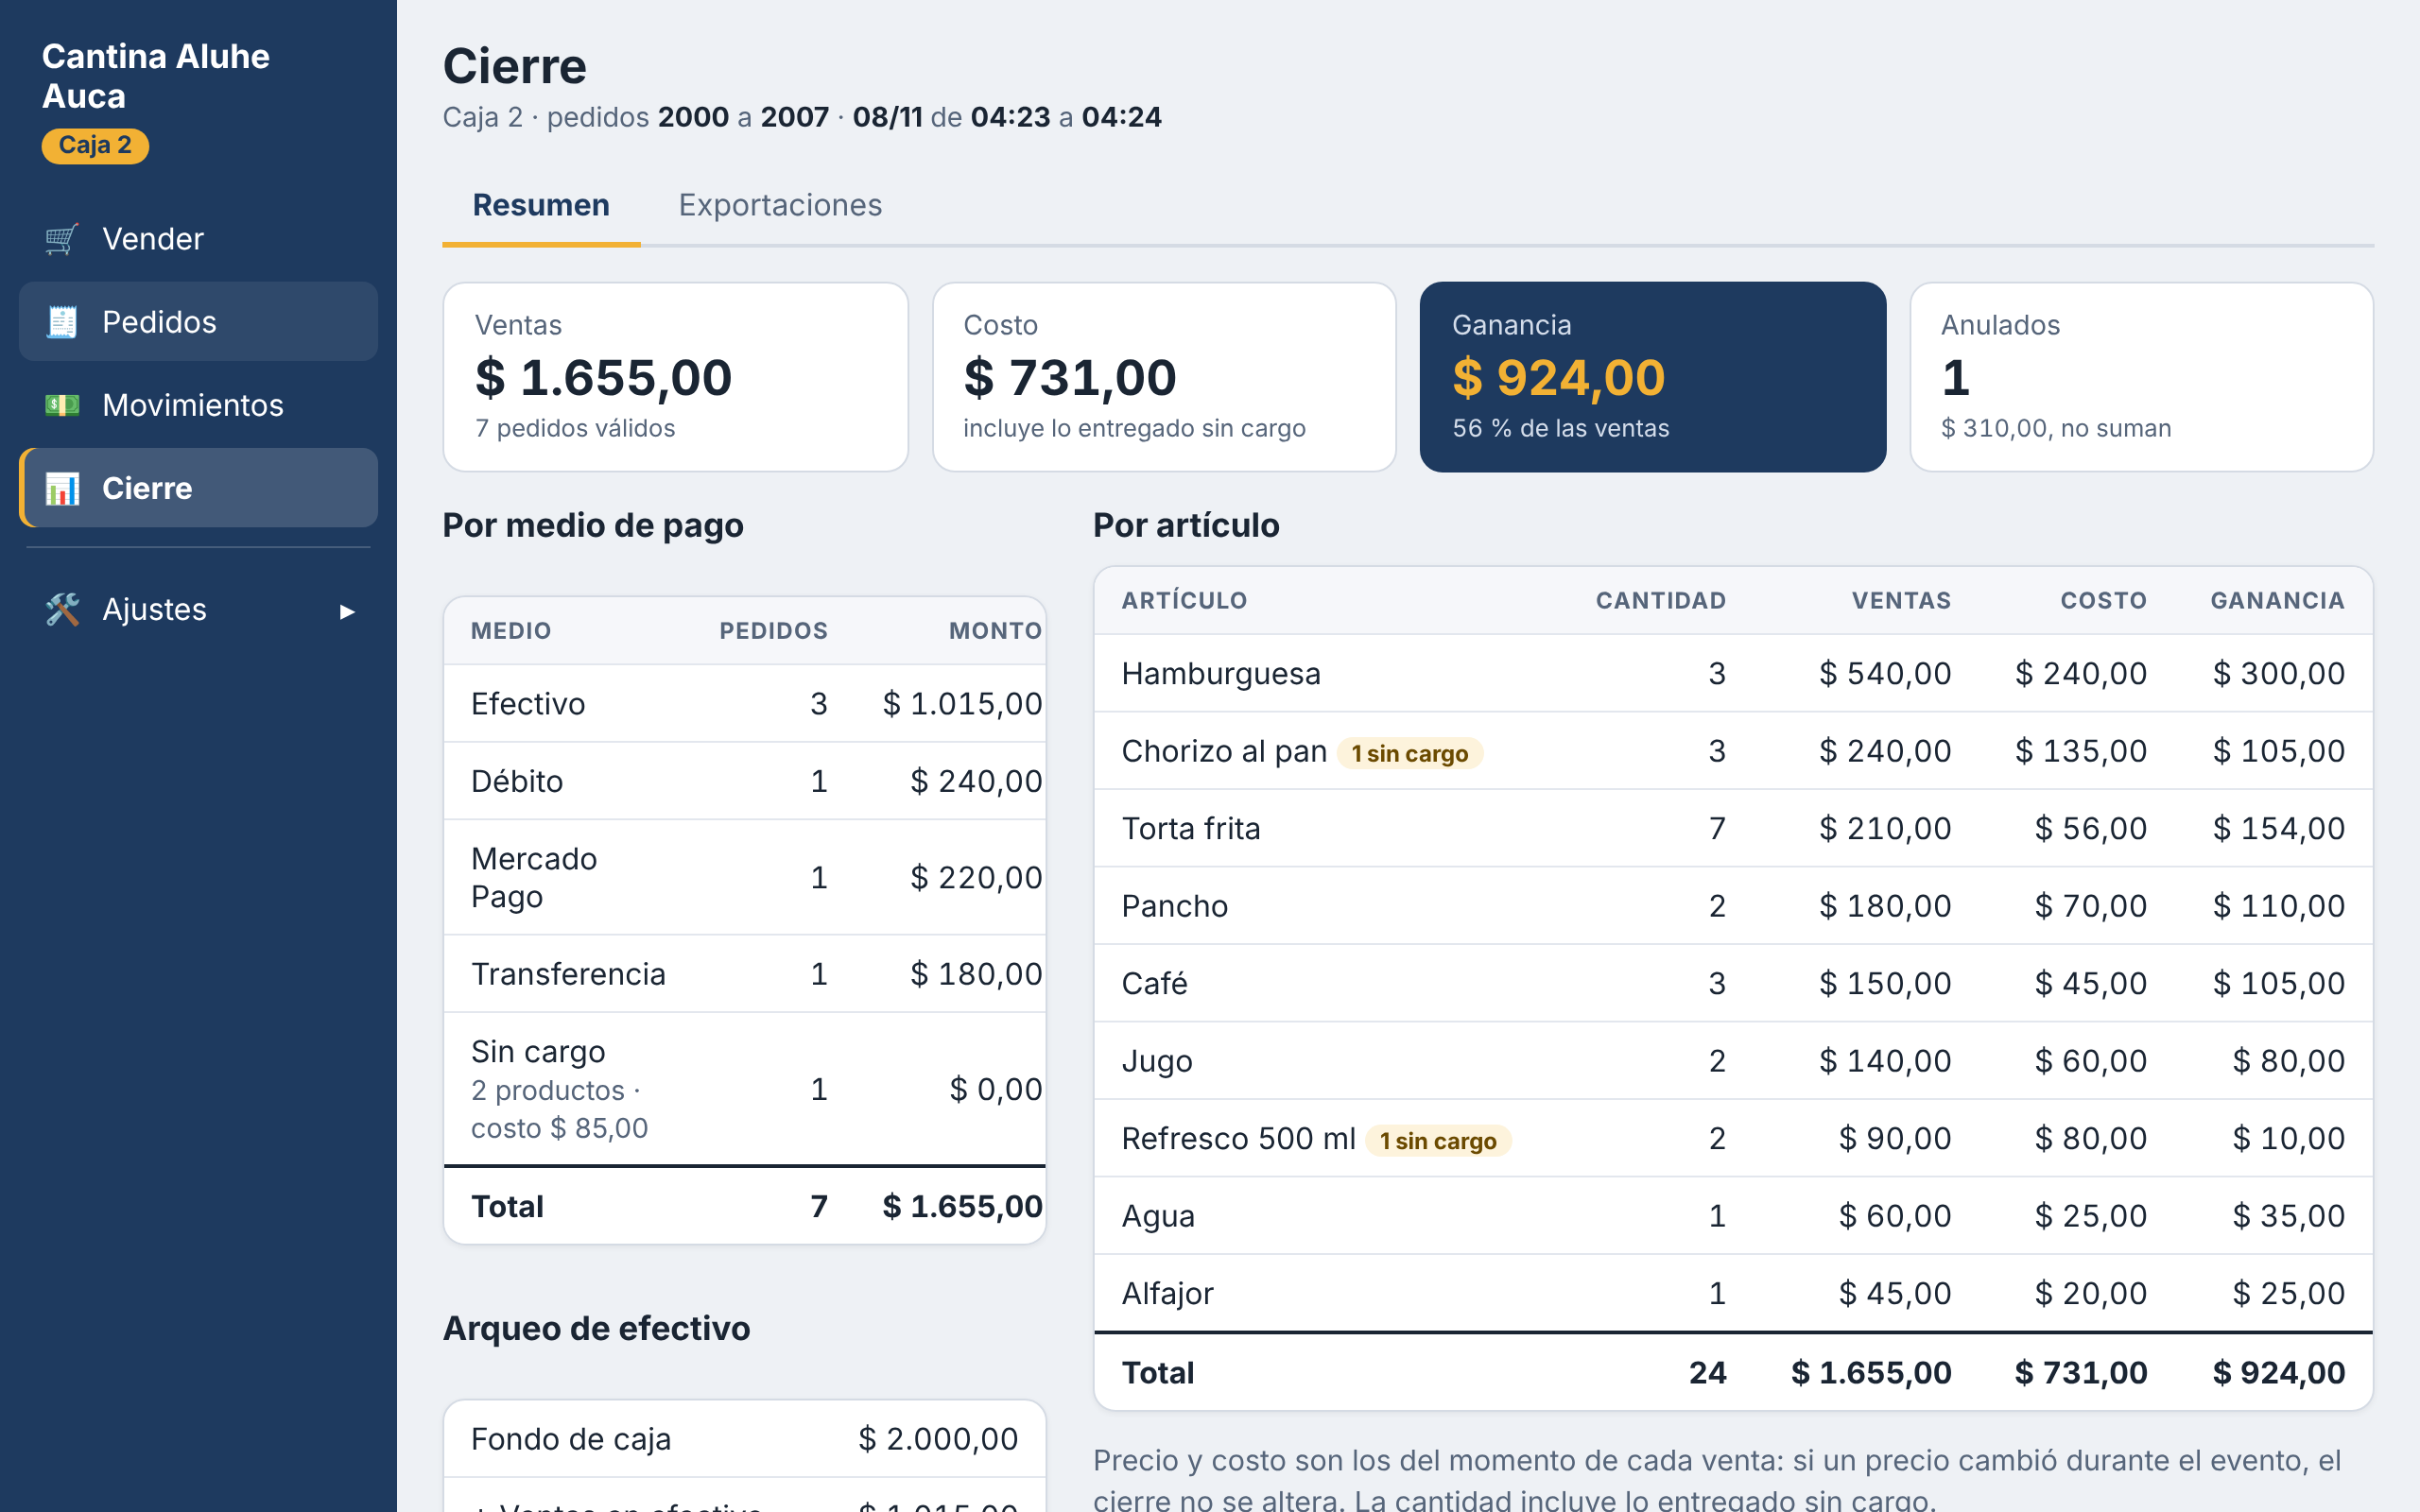 Cantina Aluhe
Auca
Caja 2
Vender
Pedidos
Movimientos
Cierre
Ajustes
Cierre
Caja 2 · pedidos 2000 a 2007 · 08/11 de 04:23 a 04:24
Resumen Exportaciones
Ventas
$ 1.655,00
7 pedidos válidos
Costo
$ 731,00
incluye lo entregado sin cargo
Ganancia
$ 924,00
56 % de las ventas
Anulados
1
$ 310,00, no suman
Por medio de pago
MEDIO PEDIDOS MONTO
Efectivo 3 $ 1.015,00
Débito 1 $ 240,00
Mercado
Pago 1 $ 220,00
Transferencia 1 $ 180,00
Sin cargo
2 productos ·
costo $ 85,00 1 $ 0,00
Total 7 $ 1.655,00
Arqueo de efectivo
Fondo de caja $ 2.000,00
+ Ventas en efectivo $ 1.015,00
Por artículo
ARTÍCULO CANTIDAD VENTAS COSTO GANANCIA
Hamburguesa 3 $ 540,00 $ 240,00 $ 300,00
Chorizo al pan 1 sin cargo 3 $ 240,00 $ 135,00 $ 105,00
Torta frita 7 $ 210,00 $ 56,00 $ 154,00
Pancho 2 $ 180,00 $ 70,00 $ 110,00
Café 3 $ 150,00 $ 45,00 $ 105,00
Jugo 2 $ 140,00 $ 60,00 $ 80,00
Refresco 500 ml 1 sin cargo 2 $ 90,00 $ 80,00 $ 10,00
Agua 1 $ 60,00 $ 25,00 $ 35,00
Alfajor 1 $ 45,00 $ 20,00 $ 25,00
Total 24 $ 1.655,00 $ 731,00 $ 924,00
Precio y costo son los del momento de cada venta: si un precio cambió durante el evento, el
cierre no se altera. La cantidad incluye lo entregado sin cargo.